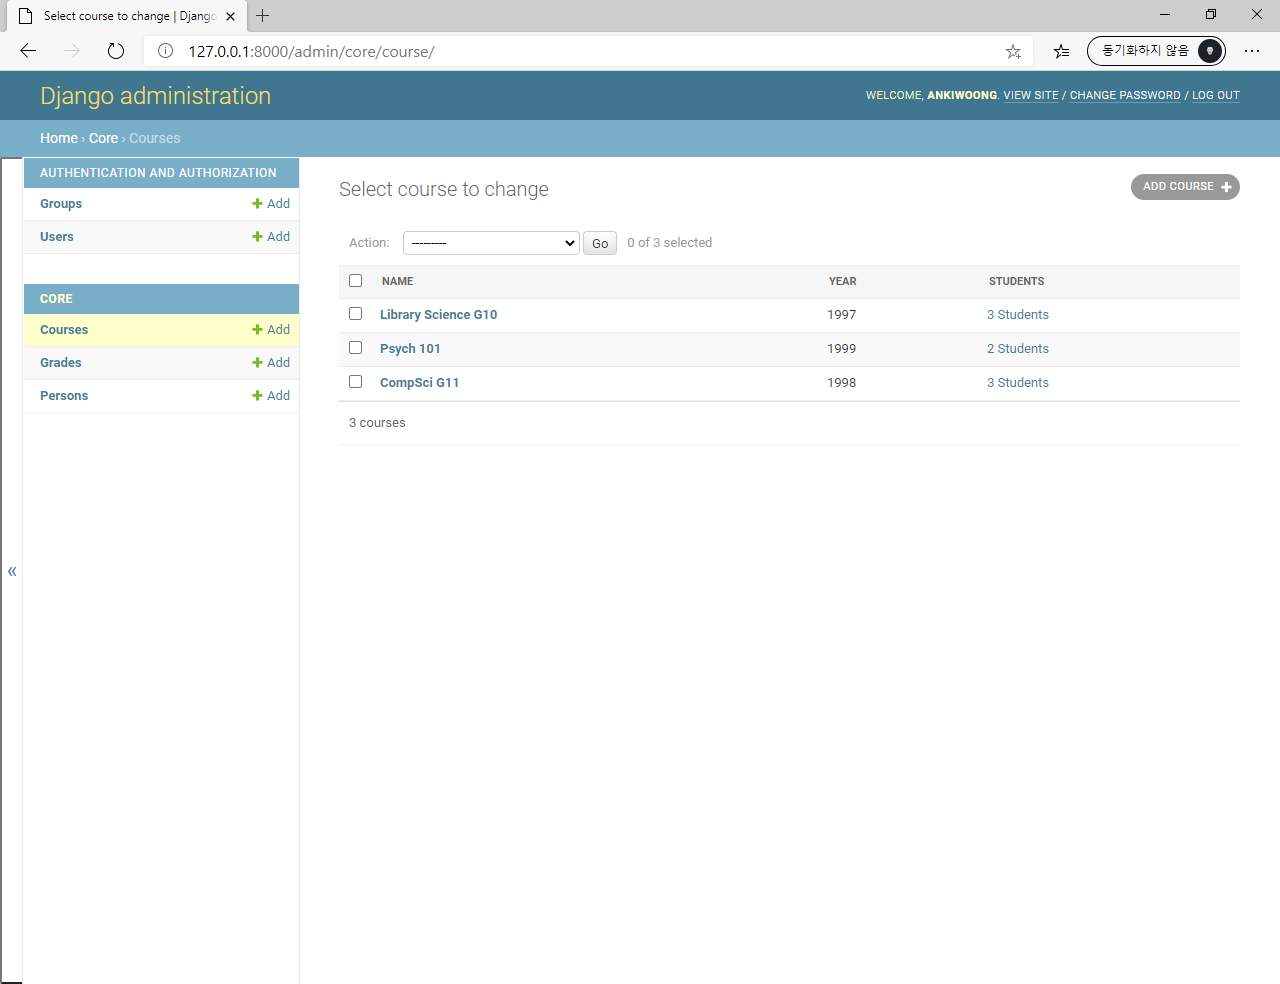 Select course to change | Django
127.0.0.1:8000/admin/core/course/
동기화하지 않음
Django administration
WELCOME, ANKIWOONG. VIEW SITE / CHANGE PASSWORD / LOG OUT
Home › Core › Courses
AUTHENTICATION AND AUTHORIZATION
Groups + Add
Users + Add
CORE
Courses + Add
Grades + Add
Persons + Add
«
Select course to change
ADD COURSE +
Action: --------- Go 0 of 3 selected
NAME YEAR STUDENTS
Library Science G10 1997 3 Students
Psych 101 1999 2 Students
CompSci G11 1998 3 Students
3 courses